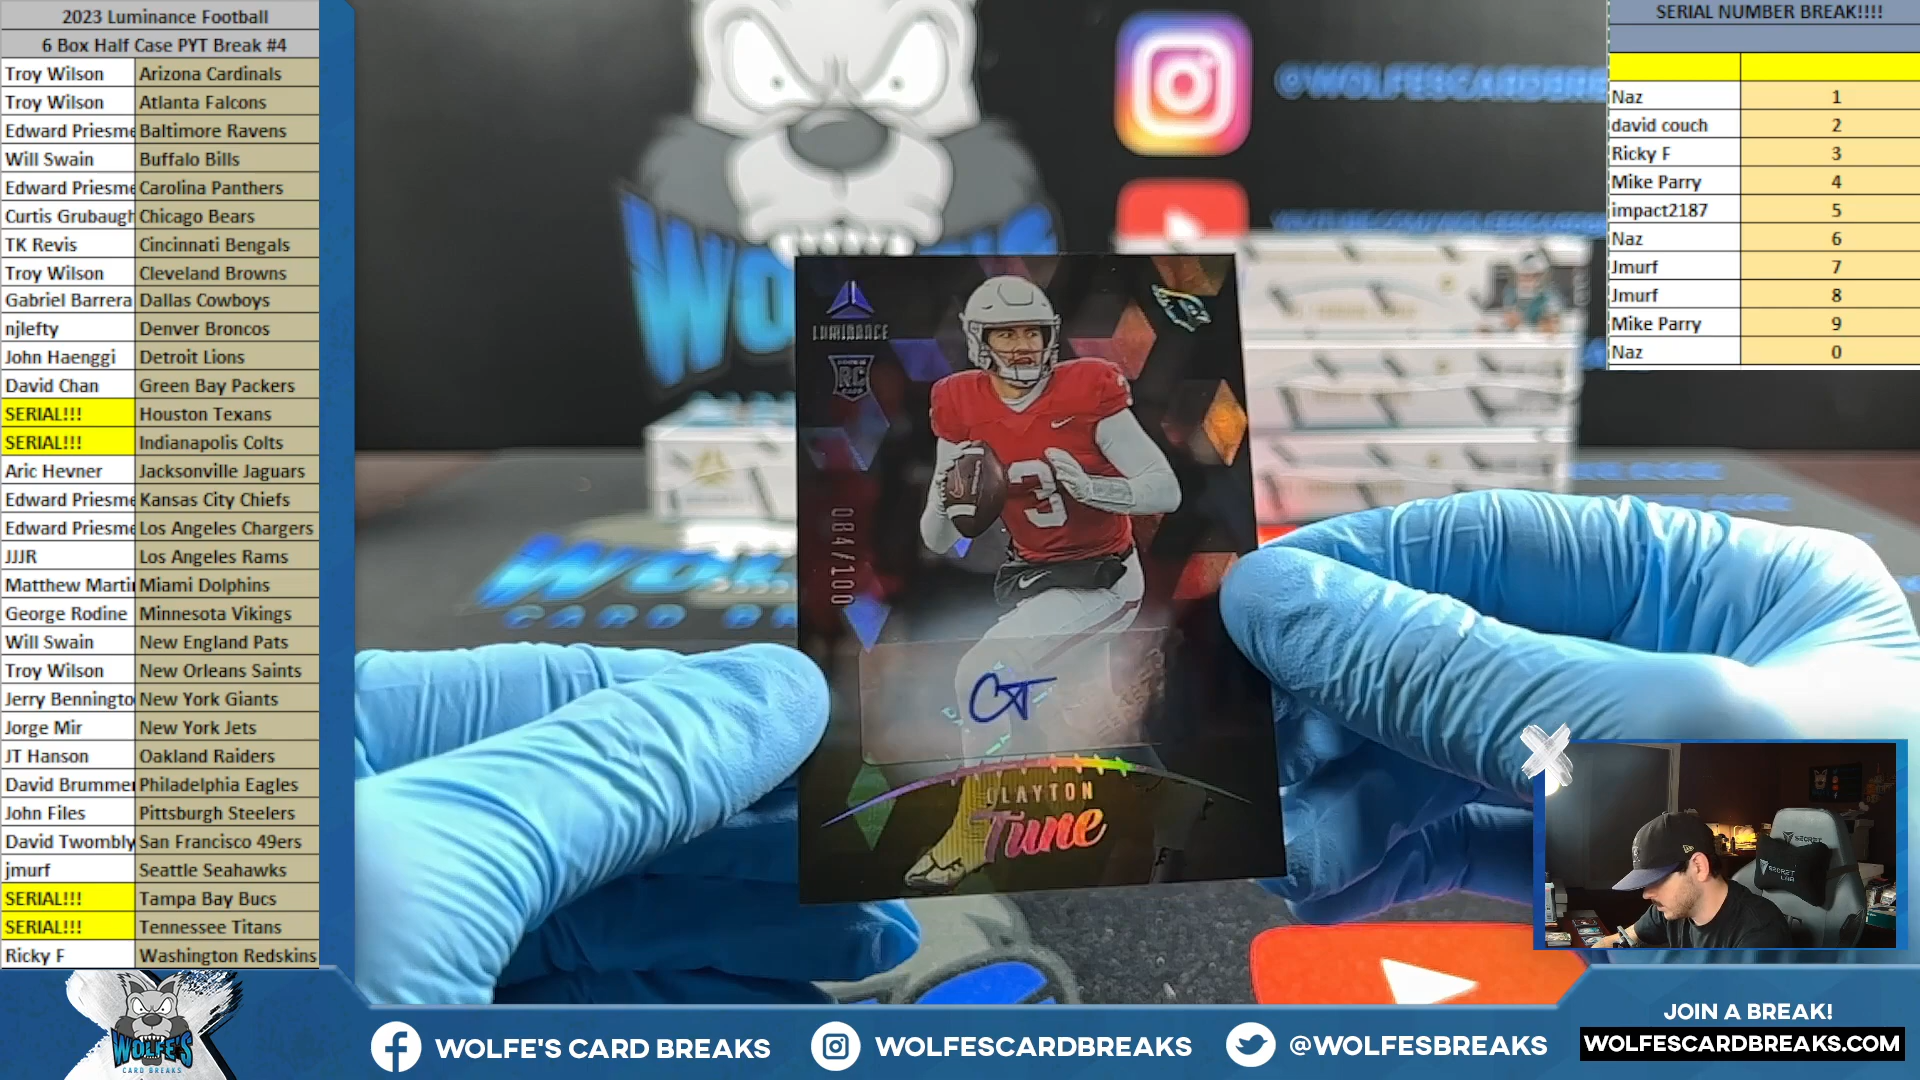 2023 Luminance Football
6 Box Half Case PYT Break #4
Troy Wilson Arizona Cardinals
Troy Wilson Atlanta Falcons
Edward Priesme Baltimore Ravens
Will Swain Buffalo Bills
Edward Priesme Carolina Panthers
Curtis Grubaugh Chicago Bears
TK Revis Cincinnati Bengals
Troy Wilson Cleveland Browns
Gabriel Barrera Dallas Cowboys
njlefty Denver Broncos
John Haenggi Detroit Lions
David Chan Green Bay Packers
SERIAL!!! Houston Texans
SERIAL!!! Indianapolis Colts
Aric Hevner Jacksonville Jaguars
Edward Priesme Kansas City Chiefs
Edward Priesme Los Angeles Chargers
JJJR Los Angeles Rams
Matthew Marti Miami Dolphins
George Rodine Minnesota Vikings
Will Swain New England Pats
Troy Wilson New Orleans Saints
Jerry Benningto New York Giants
Jorge Mir New York Jets
JT Hanson Oakland Raiders
David Brummer Philadelphia Eagles
John Files Pittsburgh Steelers
David Twombly San Francisco 49ers
jmurf Seattle Seahawks
SERIAL!!! Tampa Bay Bucs
SERIAL!!! Tennessee Titans
Ricky F Washington Redskins
SERIAL NUMBER BREAK!!!!
Naz 1
david couch 2
Ricky F 3
Mike Parry 4
impact2187 5
Naz 6
Jmurf 7
Jmurf 8
Mike Parry 9
Naz 0
@WOLFESCARDBRE
LUMINANCE
RC
3
084/100
CT
CLAYTON
Tune
WOLFE'S
CARD BREAKS
WOLFE'S CARD BREAKS
WOLFESCARDBREAKS
@WOLFESBREAKS
JOIN A BREAK!
WOLFESCARDBREAKS.COM